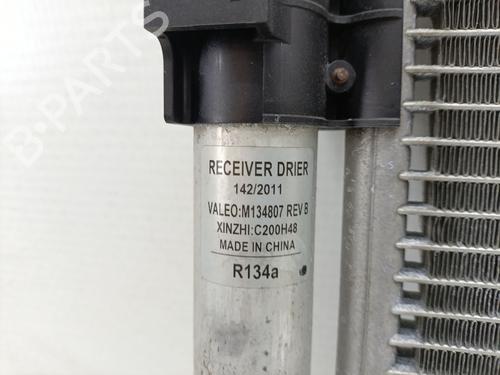 B-PARTS
RECEIVER DRIER
142/2011
VALEO:M134807 REV B
XINZHI:C200H48
MADE IN CHINA
R134a